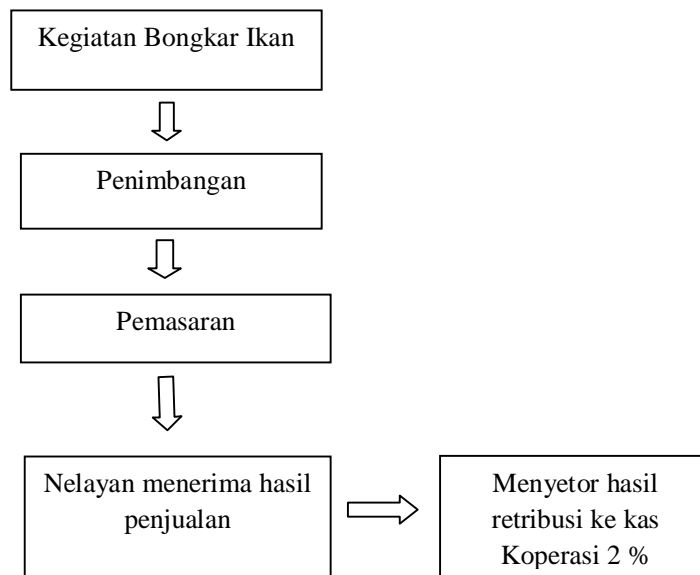 Kegiatan Bongkar Ikan
Penimbangan
Pemasaran
Nelayan menerima hasil
penjualan
Menyetor hasil
retribusi ke kas
Koperasi 2 %